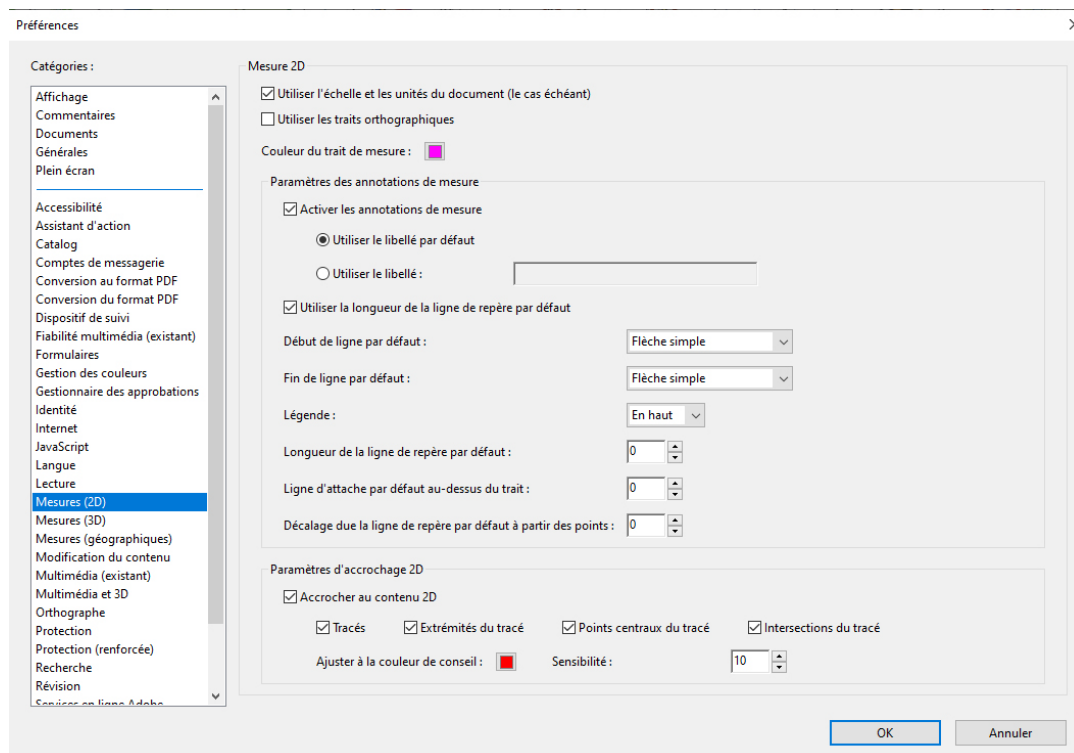 Préférences
Catégories :
Affichage
Commentaires
Documents
Générales
Plein écran
Accessibilité
Assistant d'action
Catalog
Comptes de messagerie
Conversion au format PDF
Conversion du format PDF
Dispositif de suivi
Fiabilité multimédia (existant)
Formulaires
Gestion des couleurs
Gestionnaire des approbations
Identité
Internet
JavaScript
Langue
Lecture
Mesures (2D)
Mesures (3D)
Mesures (géographiques)
Modification du contenu
Multimédia (existant)
Multimédia et 3D
Orthographe
Protection
Protection (renforcée)
Recherche
Révision
Services en ligne Adobe
Mesure 2D
Utiliser l'échelle et les unités du document (le cas échéant)
Utiliser les traits orthographiques
Couleur du trait de mesure :
Paramètres des annotations de mesure
Activer les annotations de mesure
Utiliser le libellé par défaut
Utiliser le libellé :
Utiliser la longueur de la ligne de repère par défaut
Début de ligne par défaut : Flèche simple
Fin de ligne par défaut : Flèche simple
Légende : En haut
Longueur de la ligne de repère par défaut : 0
Ligne d'attache par défaut au-dessus du trait : 0
Décalage due la ligne de repère par défaut à partir des points : 0
Paramètres d'accrochage 2D
Accrocher au contenu 2D
Tracés Extrémités du tracé Points centraux du tracé Intersections du tracé
Ajuster à la couleur de conseil : Sensibilité : 10
OK Annuler